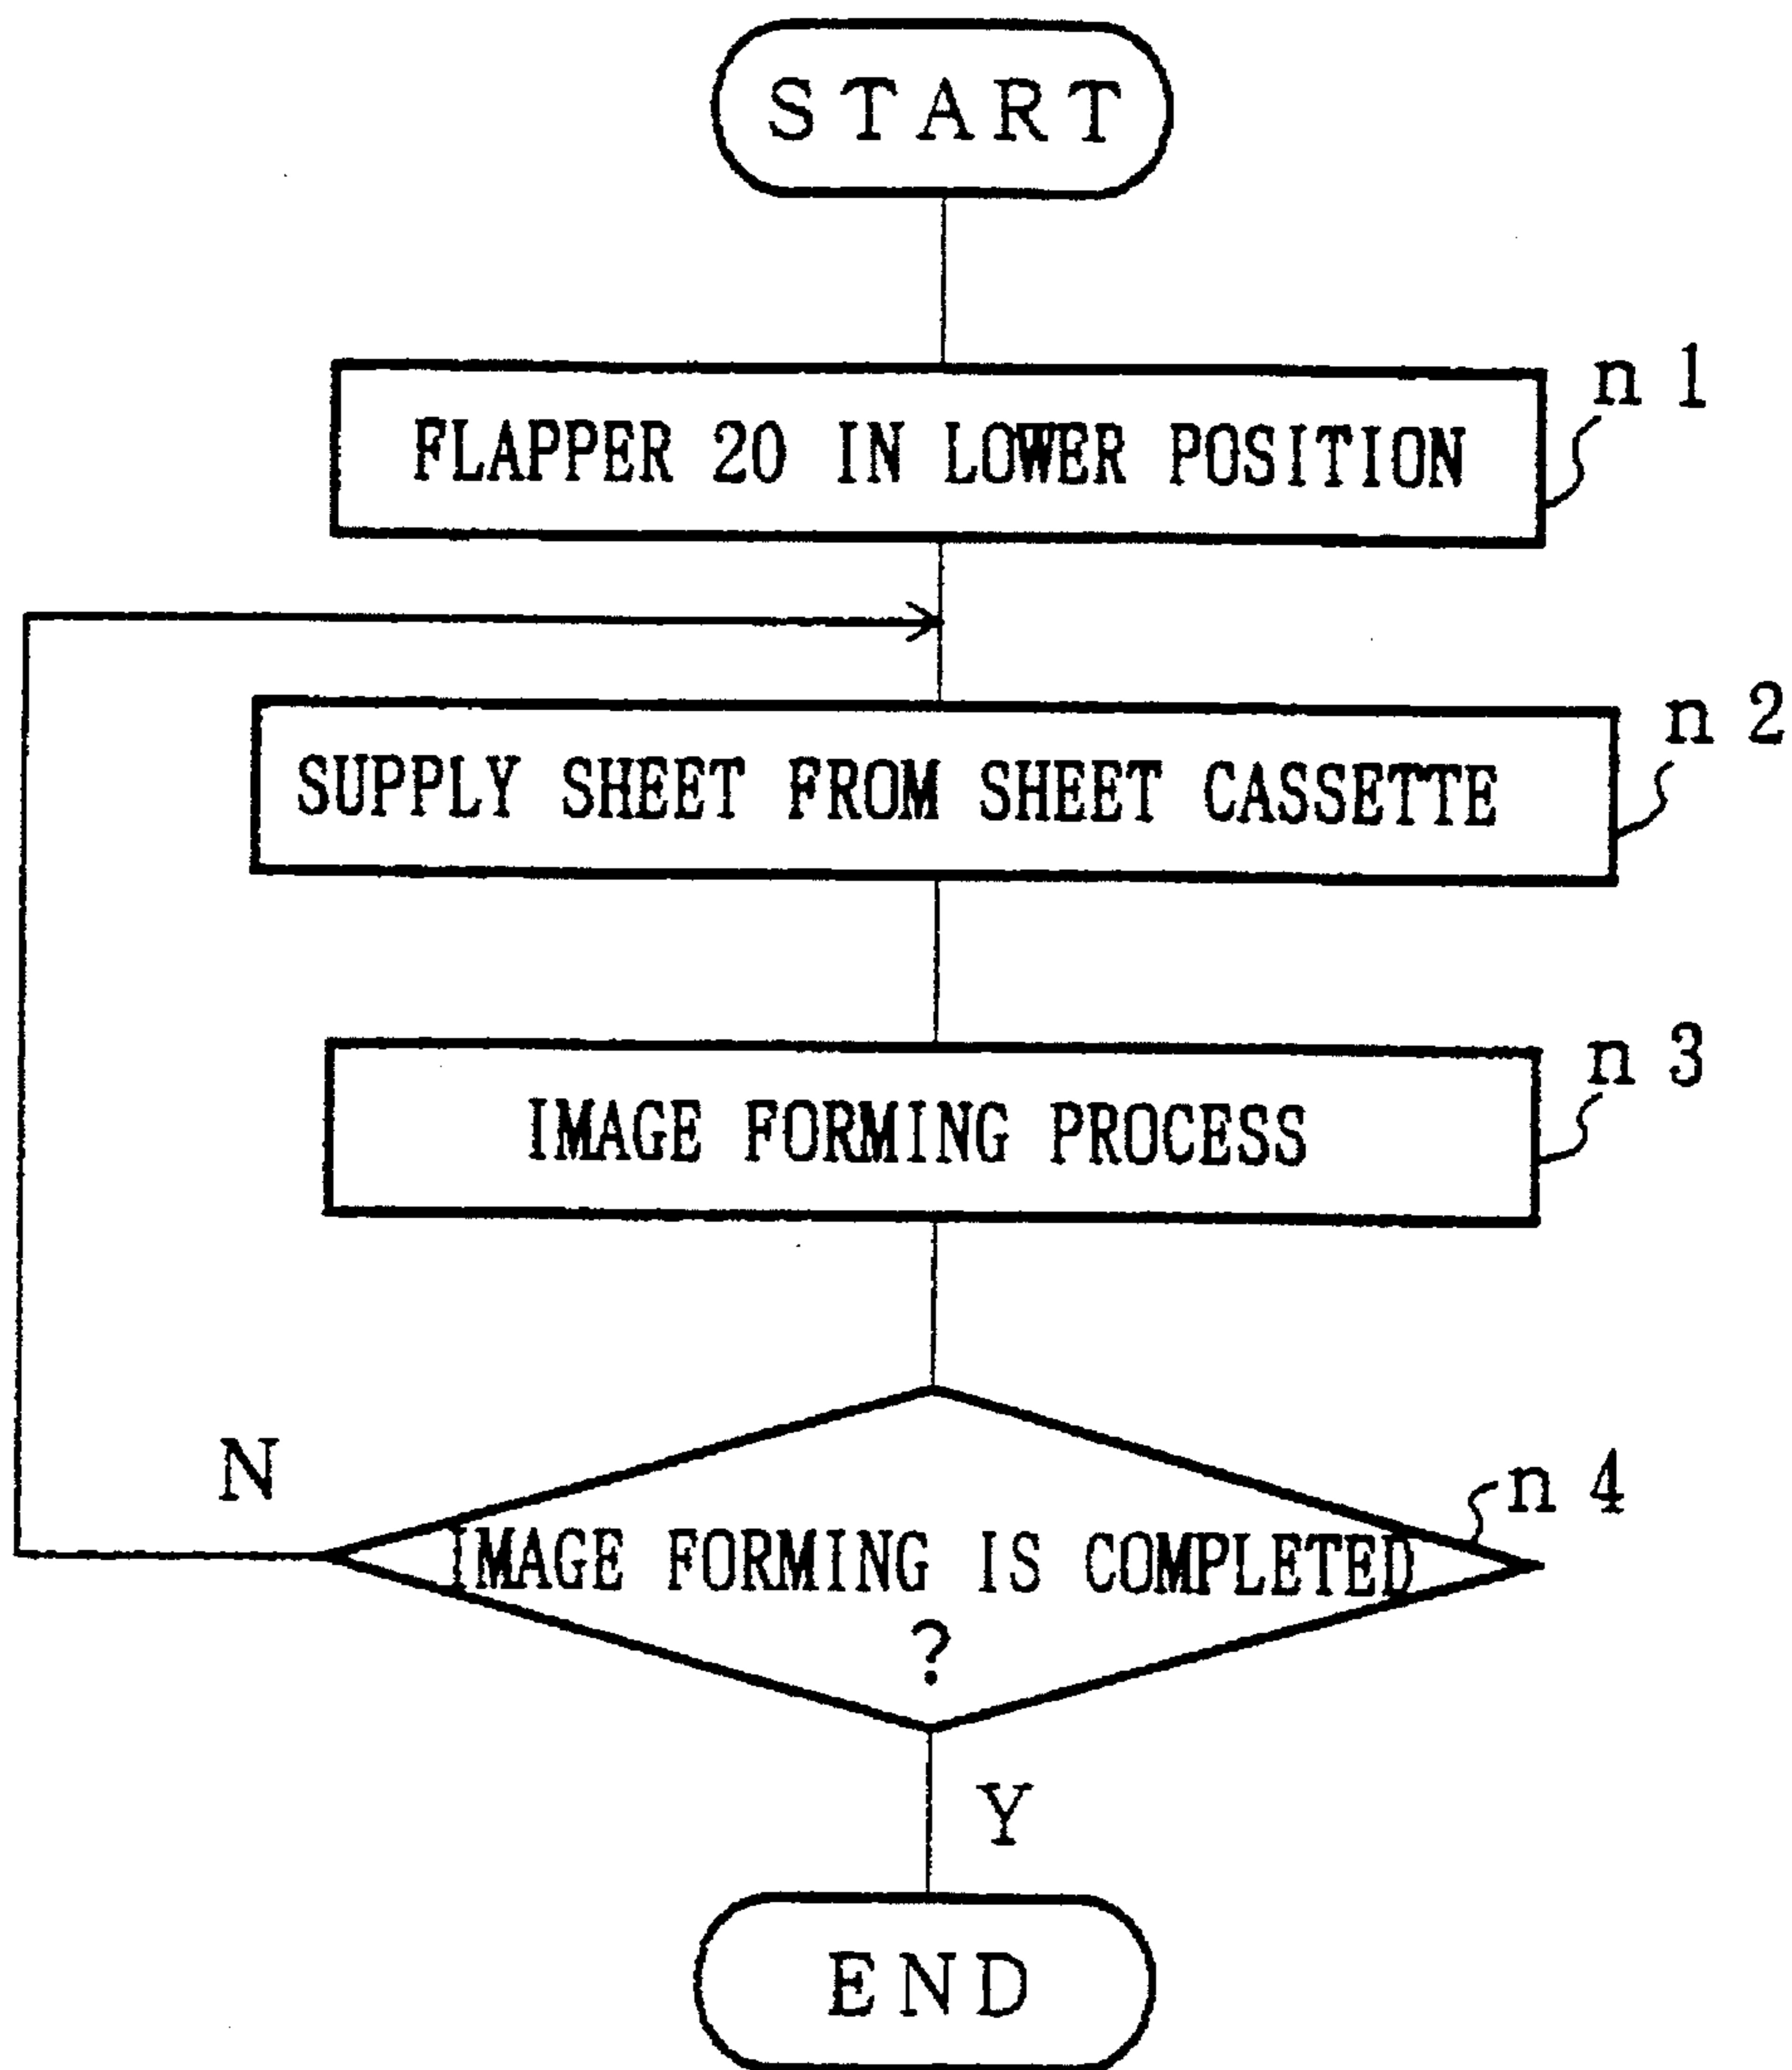 START
n 1
FLAPPER 20 IN LOWER POSITION
n 2
SUPPLY SHEET FROM SHEET CASSETTE
n 3
IMAGE FORMING PROCESS
N
n 4
IMAGE FORMING IS COMPLETED
?
Y
END